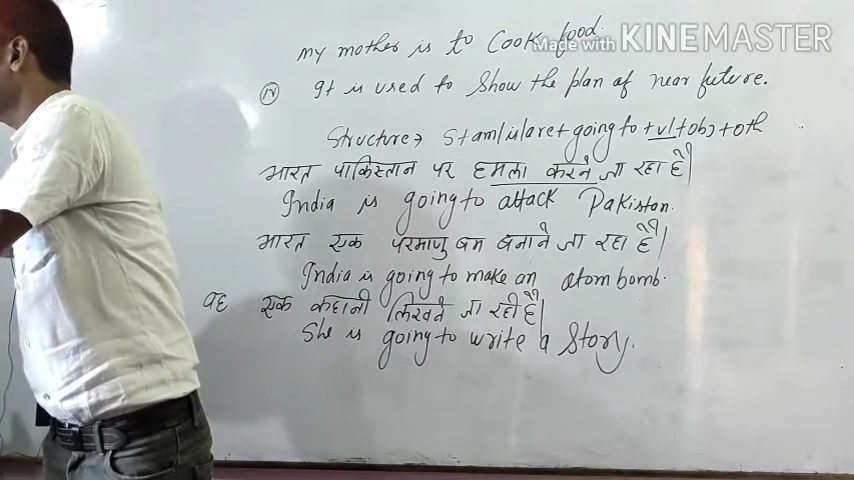 my mother is to Cook food.
Made with KINEMASTER
(iv) It is used to Show the plan of near future.
Structure → S+am/is/are+going to+v1+obj+oth
भारत पाकिस्तान पर हमला करने जा रहा है|
India is going to attack Pakistan.
भारत एक परमाणु बम बनाने जा रहा है|
India is going to make an atom bomb.
वह एक कहानी लिखने जा रही है|
She is going to write a Story.